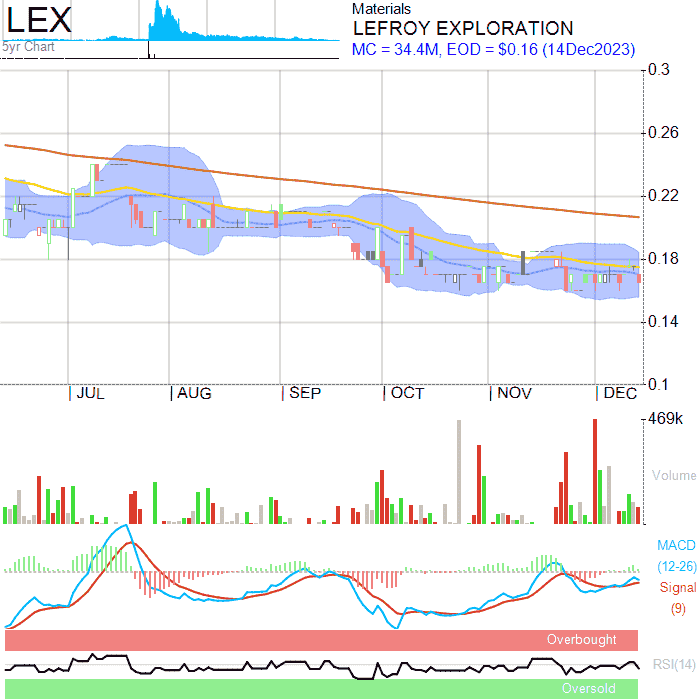 LEX
5yr Chart
Materials
LEFROY EXPLORATION
MC = 34.4M, EOD = $0.16 (14Dec2023)
0.3
0.26
0.22
0.18
0.14
0.1
JUL AUG SEP OCT NOV DEC
469k
Volume
MACD
(12-26)
Signal
(9)
Overbought
RSI(14)
Oversold